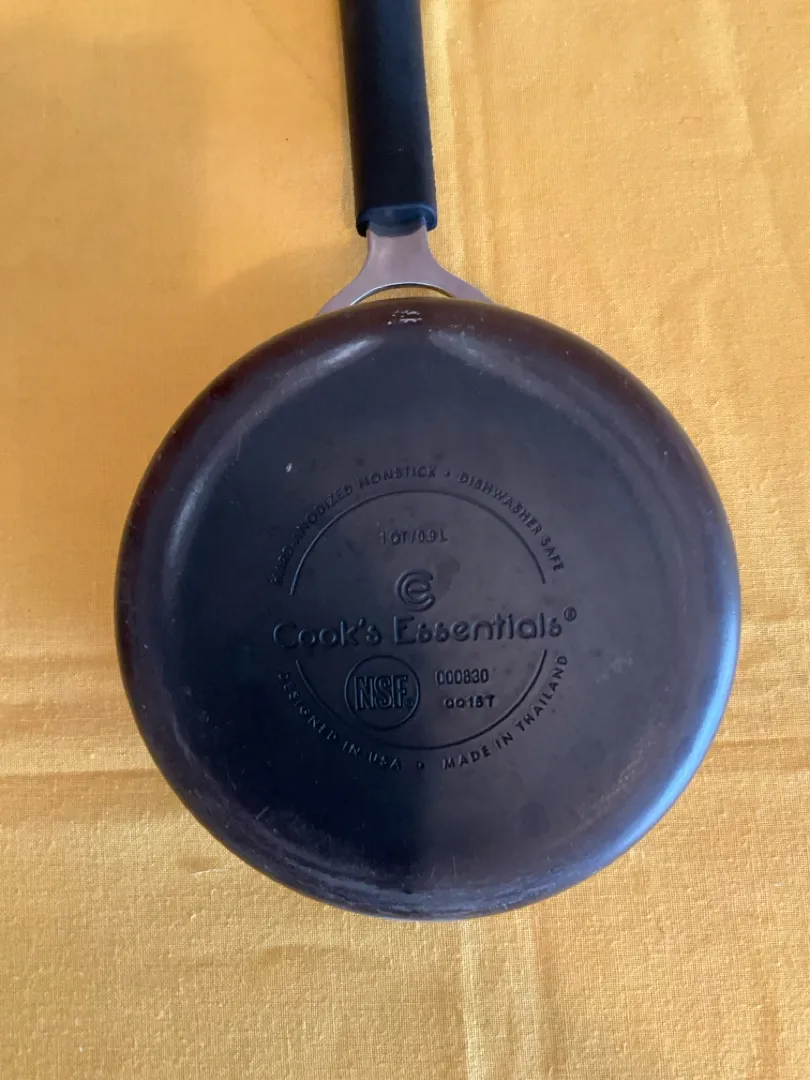 HARD-ANODIZED NONSTICK • DISHWASHER SAFE
1 QT/0.9 L
Cook's Essentials®
NSF®
000830
0015T
DESIGNED IN USA • MADE IN THAILAND